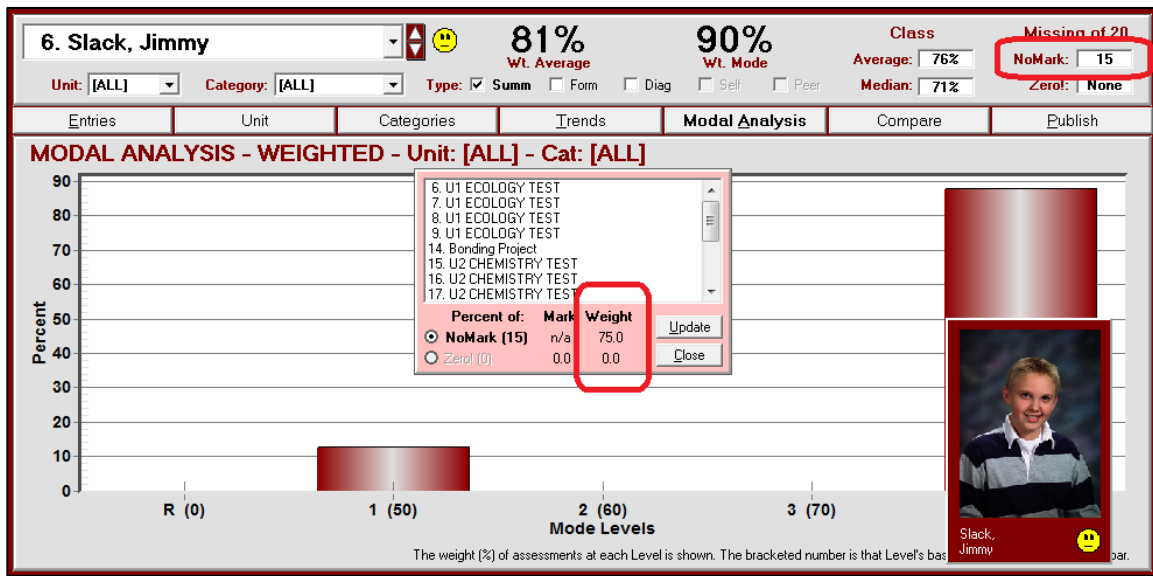 6. Slack, Jimmy
81%
Wt. Average
90%
Wt. Mode
Class
Average: 76%
Median: 71%
Missing of 20
NoMark: 15
Zero!: None
Unit: [ALL] Category: [ALL] Type: Summ Form Diag Self Peer
Entries Unit Categories Trends Modal Analysis Compare Publish
MODAL ANALYSIS - WEIGHTED - Unit: [ALL] - Cat: [ALL]
90
80
70
60
50
40
30
20
10
0
Percent
6. U1 ECOLOGY TEST
7. U1 ECOLOGY TEST
8. U1 ECOLOGY TEST
9. U1 ECOLOGY TEST
14. Bonding Project
15. U2 CHEMISTRY TEST
16. U2 CHEMISTRY TEST
17. U2 CHEMISTRY TEST
Percent of: Mark Weight
NoMark (15) n/a 75.0
Zero! (0) 0.0 0.0
Update
Close
R (0) 1 (50) 2 (60) 3 (70)
Mode Levels
Slack,
Jimmy
The weight (%) of assessments at each Level is shown. The bracketed number is that Level's